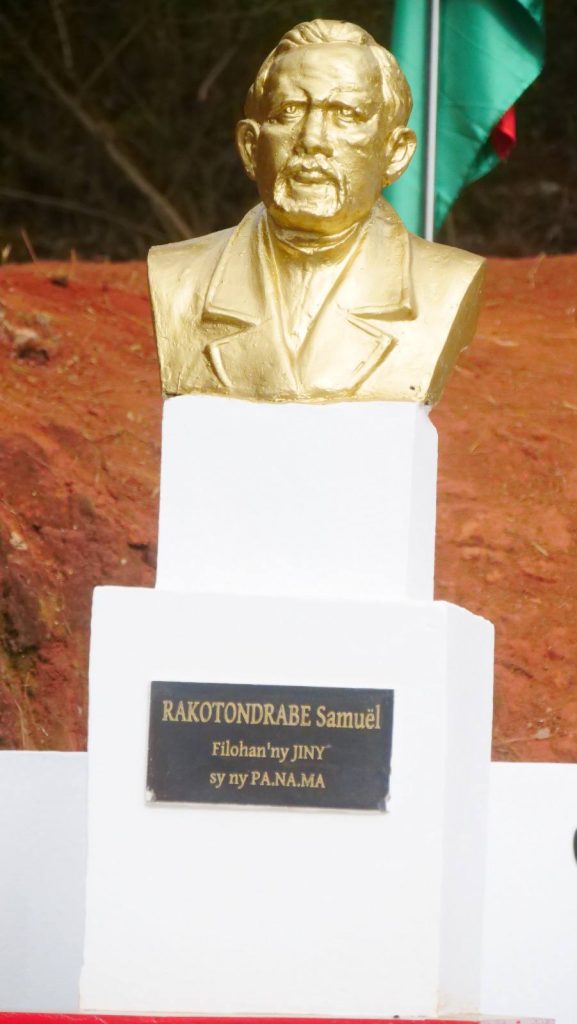 RAKOTONDRABE Samuël
Filohan'ny JINY
sy ny PA.NA.MA